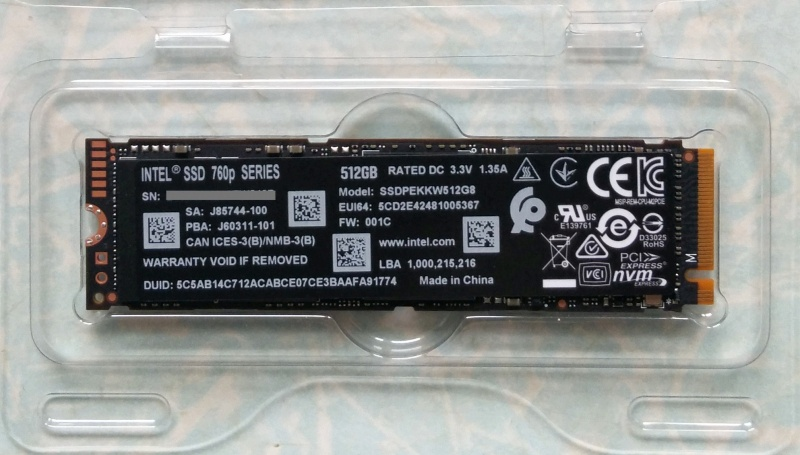 INTEL® SSD 760p SERIES
512GB RATED DC 3.3V 1.35A
SN:
Model: SSDPEKKW512G8
SA: J85744-100
EUI64: 5CD2E42481005367
PBA: J60311-101
FW: 001C
CAN ICES-3(B)/NMB-3(B)
www.intel.com
WARRANTY VOID IF REMOVED
LBA 1,000,215,216
DUID: 5C5AB14C712ACABCE07CE3BAAFA91774
Made in China
MSIP-REM-CPU-M2PCIE
c RU US
E139761
D33025
RoHS
PCI EXPRESS
VCI
nvm
EXPRESS
M